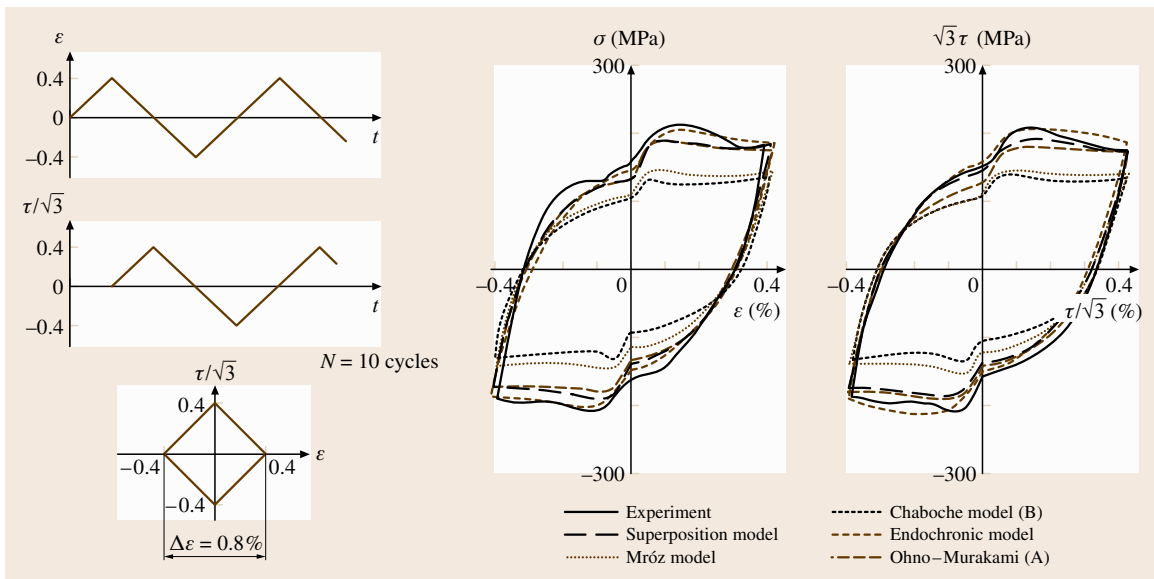 ε
0.4
0
−0.4
t
τ/√3
0.4
0
−0.4
t
N = 10 cycles
τ/√3
0.4
−0.4
0.4
ε
−0.4
Δε = 0.8%
σ (MPa)
300
−0.4
0
0.4
ε (%)
−300
√3τ (MPa)
300
−0.4
0
0.4
τ/√3 (%)
−300
Experiment
Superposition model
Mróz model
Chaboche model (B)
Endochronic model
Ohno–Murakami (A)